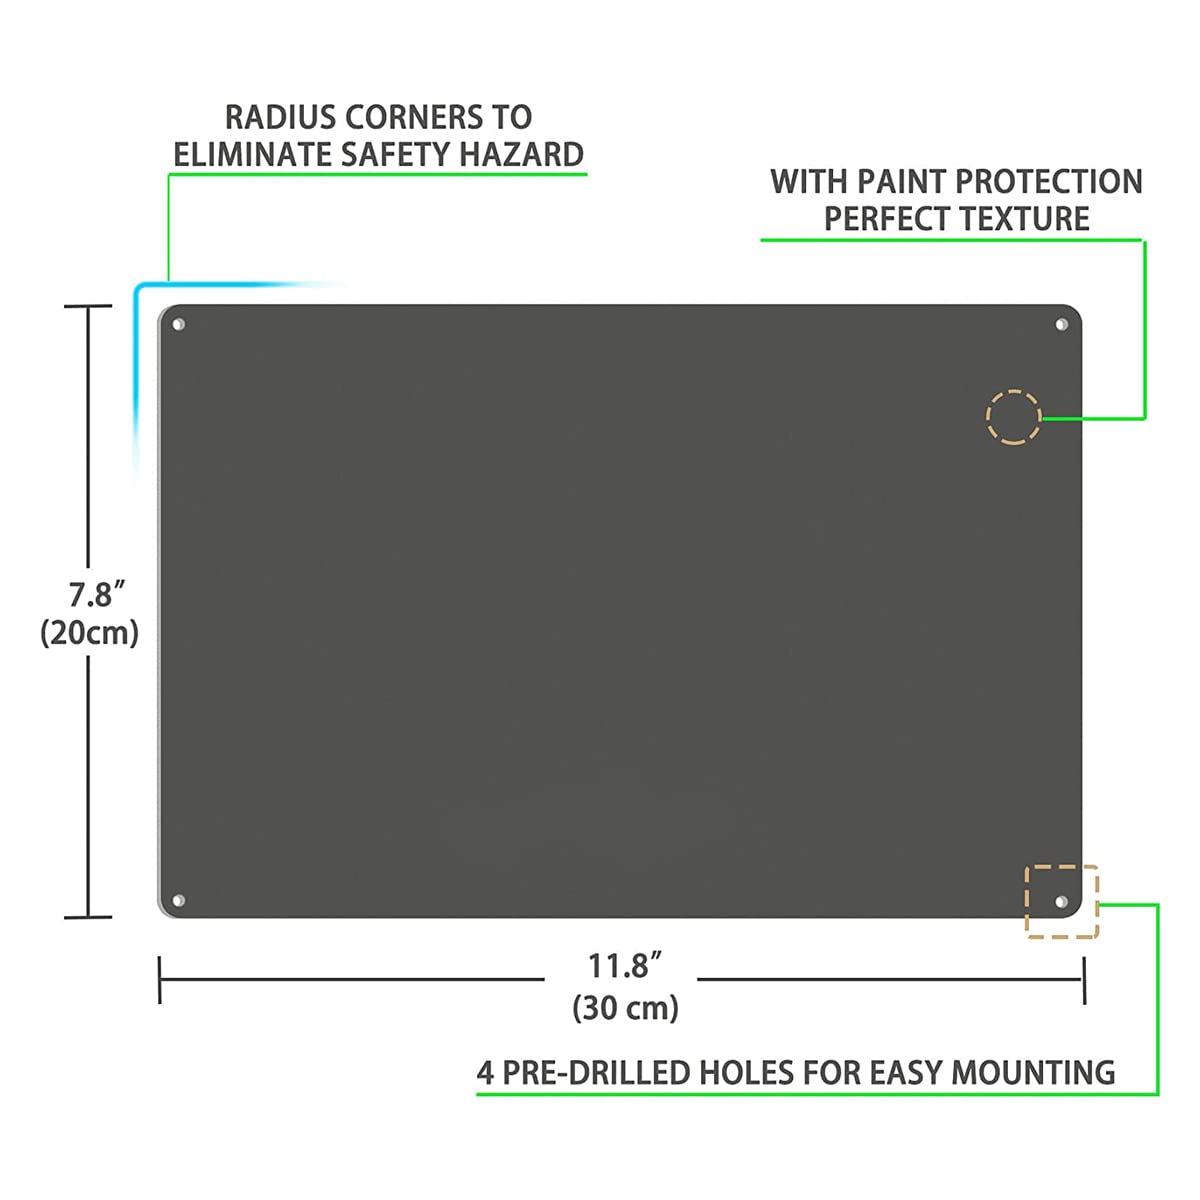 RADIUS CORNERS TO
ELIMINATE SAFETY HAZARD
WITH PAINT PROTECTION
PERFECT TEXTURE
7.8″
(20cm)
11.8″
(30 cm)
4 PRE-DRILLED HOLES FOR EASY MOUNTING